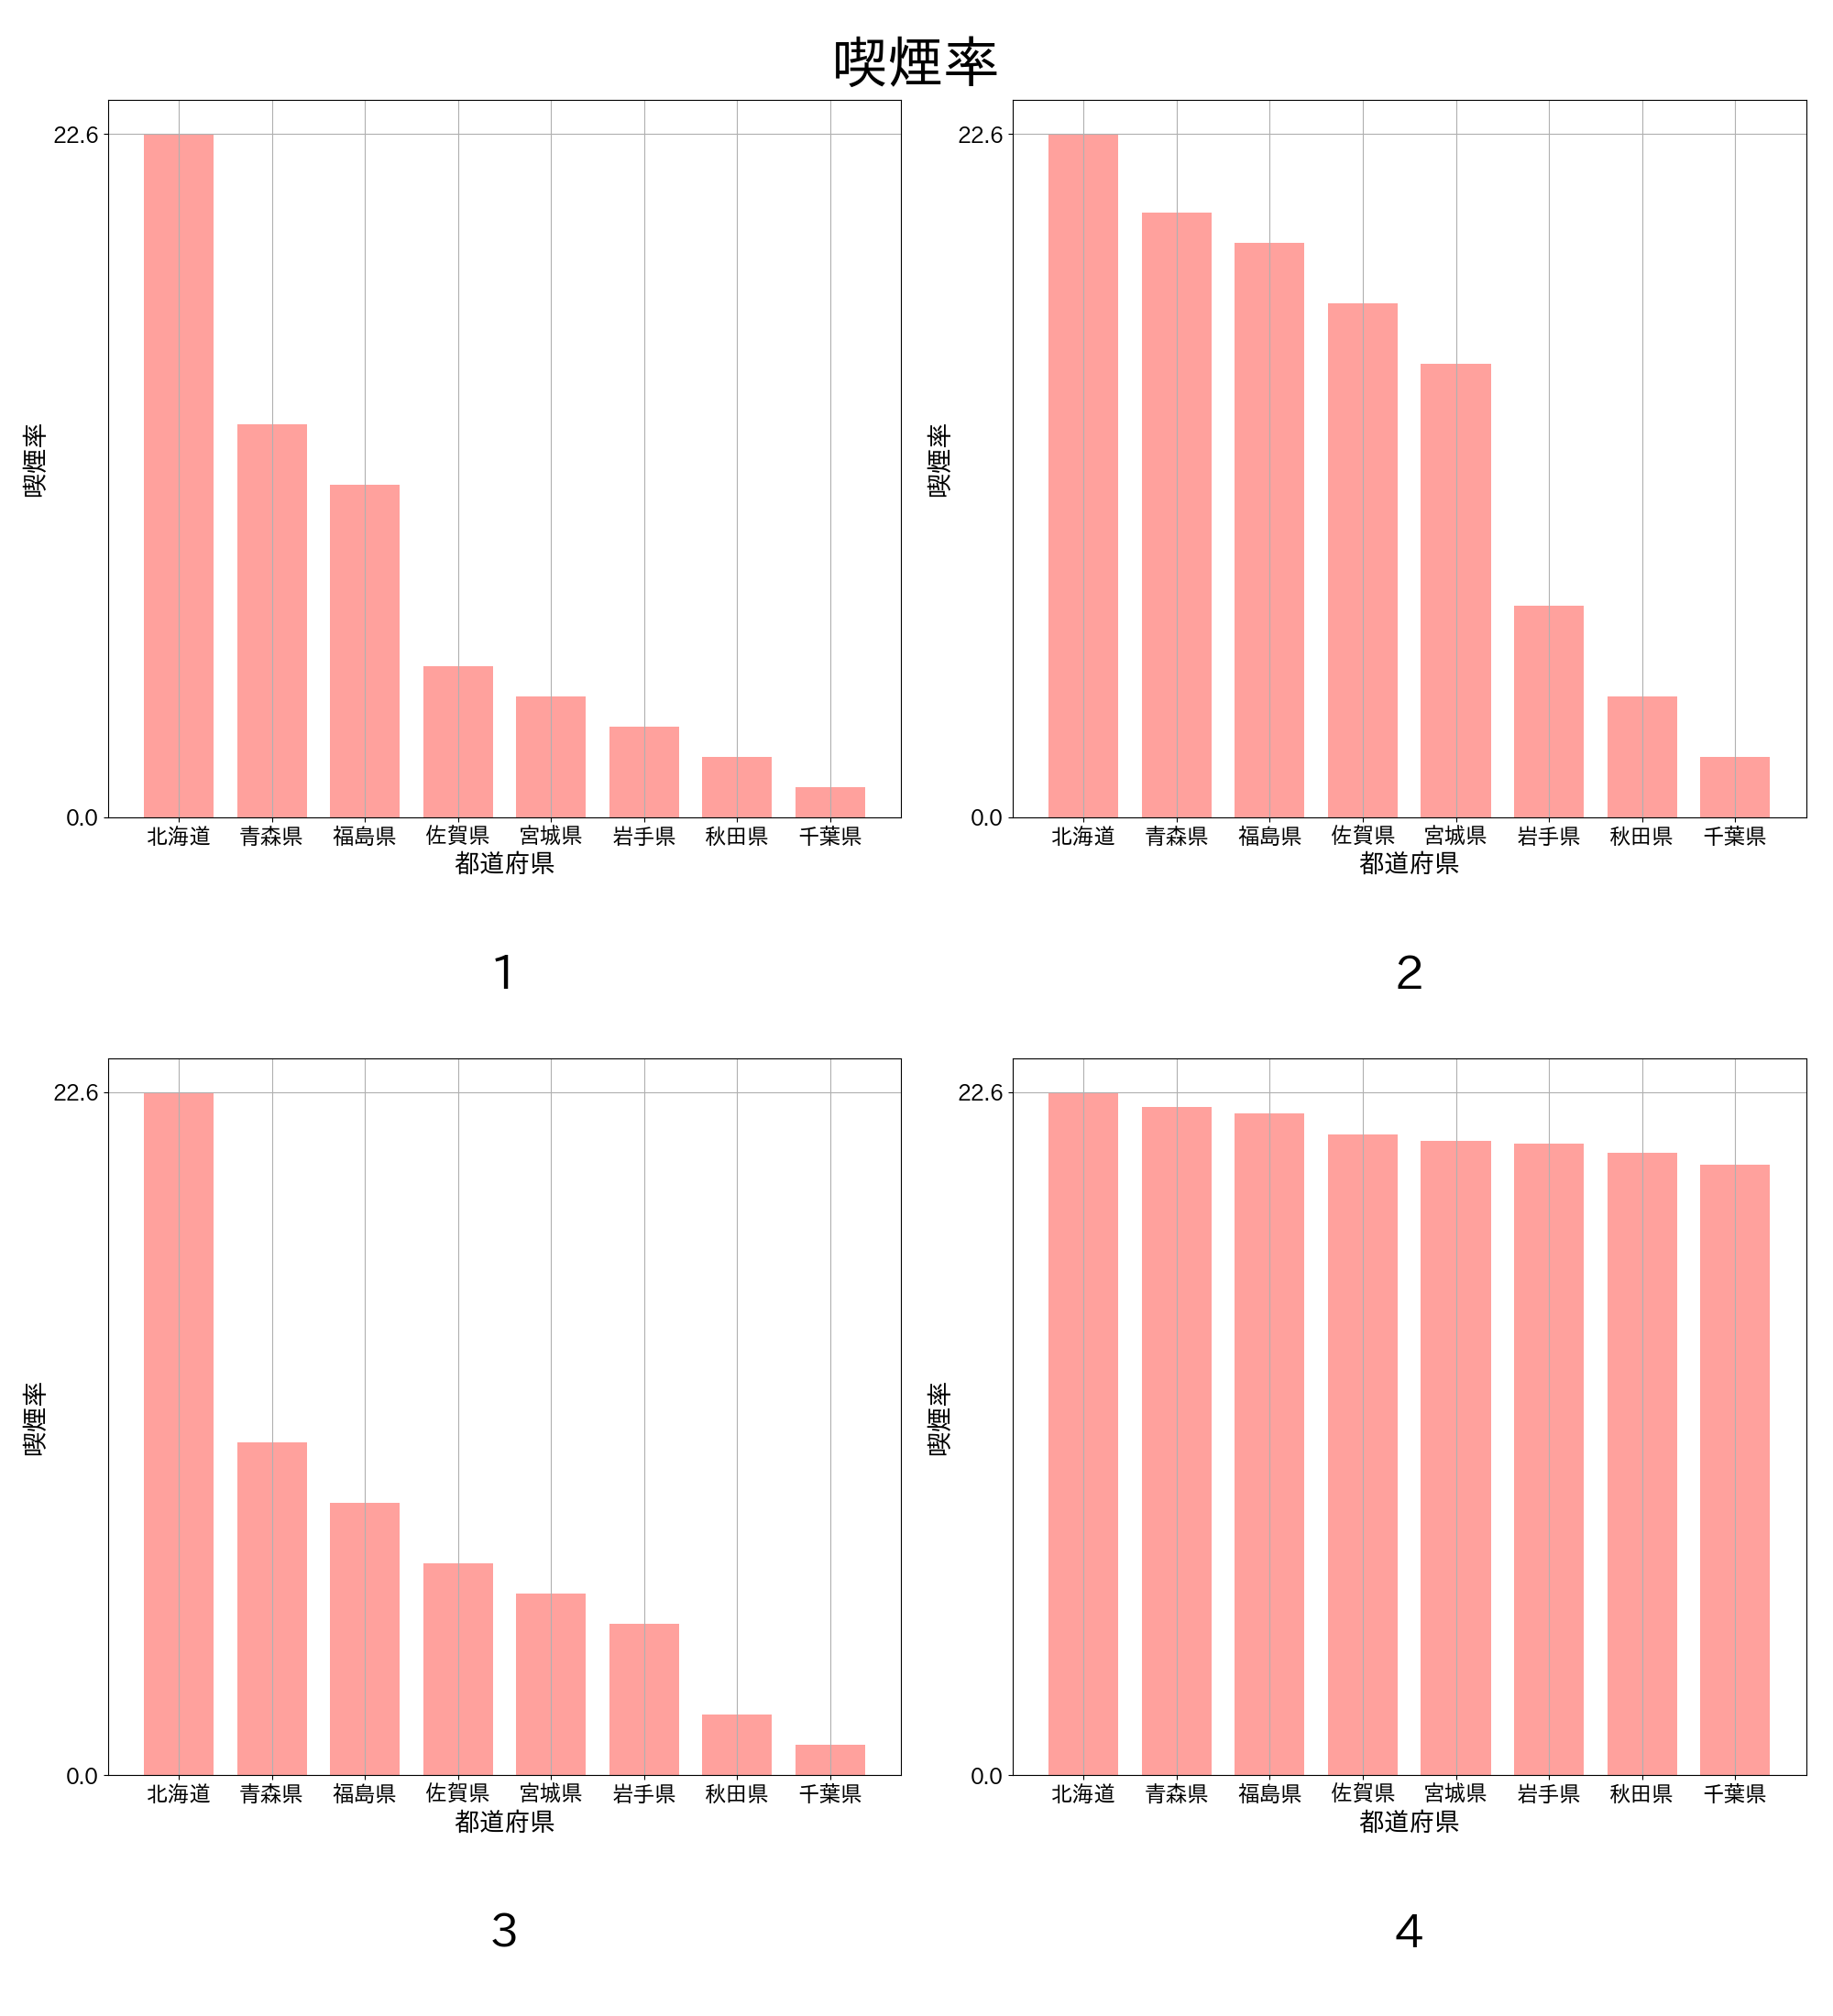 喫煙率
22.6
0.0
喫煙率
北海道 青森県 福島県 佐賀県 宮城県 岩手県 秋田県 千葉県
都道府県
1
22.6
0.0
喫煙率
北海道 青森県 福島県 佐賀県 宮城県 岩手県 秋田県 千葉県
都道府県
2
22.6
0.0
喫煙率
北海道 青森県 福島県 佐賀県 宮城県 岩手県 秋田県 千葉県
都道府県
3
22.6
0.0
喫煙率
北海道 青森県 福島県 佐賀県 宮城県 岩手県 秋田県 千葉県
都道府県
4